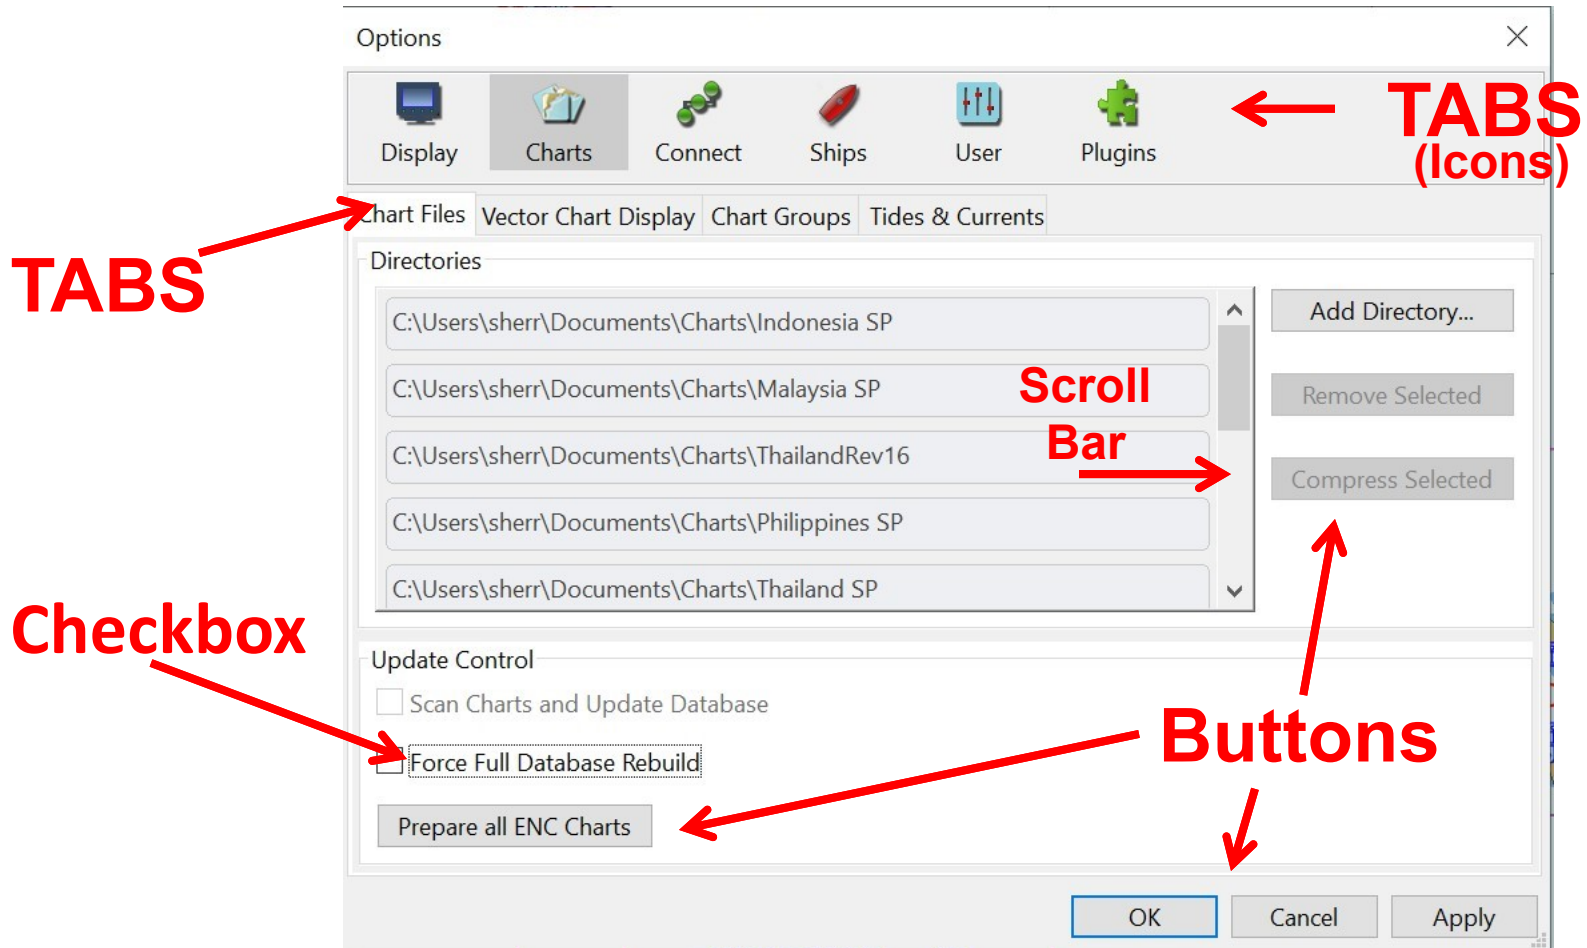 Options
Display Charts Connect Ships User Plugins
TABS
(Icons)
Chart Files Vector Chart Display Chart Groups Tides & Currents
TABS
Directories
C:\Users\sherr\Documents\Charts\Indonesia SP
Add Directory...
C:\Users\sherr\Documents\Charts\Malaysia SP
Scroll
Remove Selected
Bar
C:\Users\sherr\Documents\Charts\ThailandRev16
Compress Selected
C:\Users\sherr\Documents\Charts\Philippines SP
C:\Users\sherr\Documents\Charts\Thailand SP
Checkbox
Update Control
Scan Charts and Update Database
Buttons
Force Full Database Rebuild
Prepare all ENC Charts
OK Cancel Apply